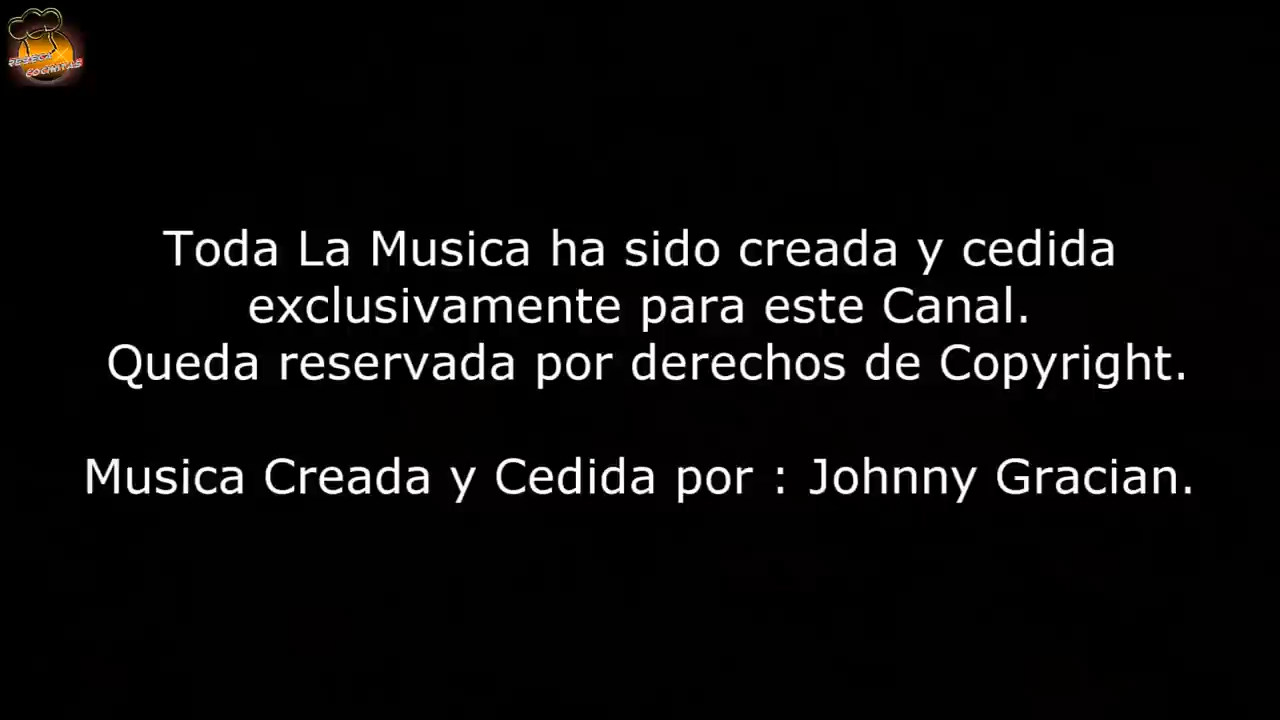 Toda La Musica ha sido creada y cedida
exclusivamente para este Canal.
Queda reservada por derechos de Copyright.
Musica Creada y Cedida por : Johnny Gracian.